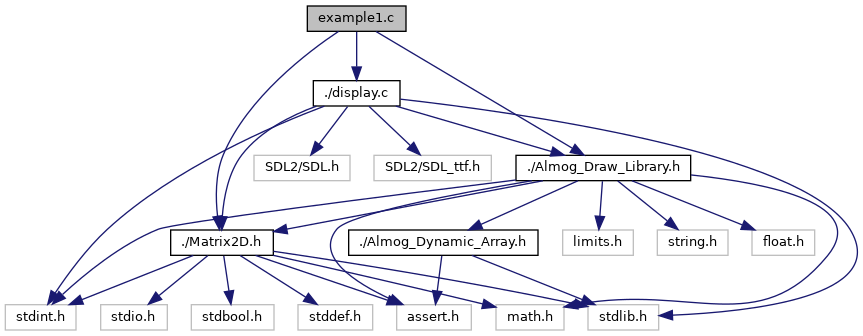 example1.c
./display.c
SDL2/SDL.h
SDL2/SDL_ttf.h
./Almog_Draw_Library.h
./Matrix2D.h
./Almog_Dynamic_Array.h
limits.h
string.h
float.h
stdint.h
stdio.h
stdbool.h
stddef.h
assert.h
math.h
stdlib.h